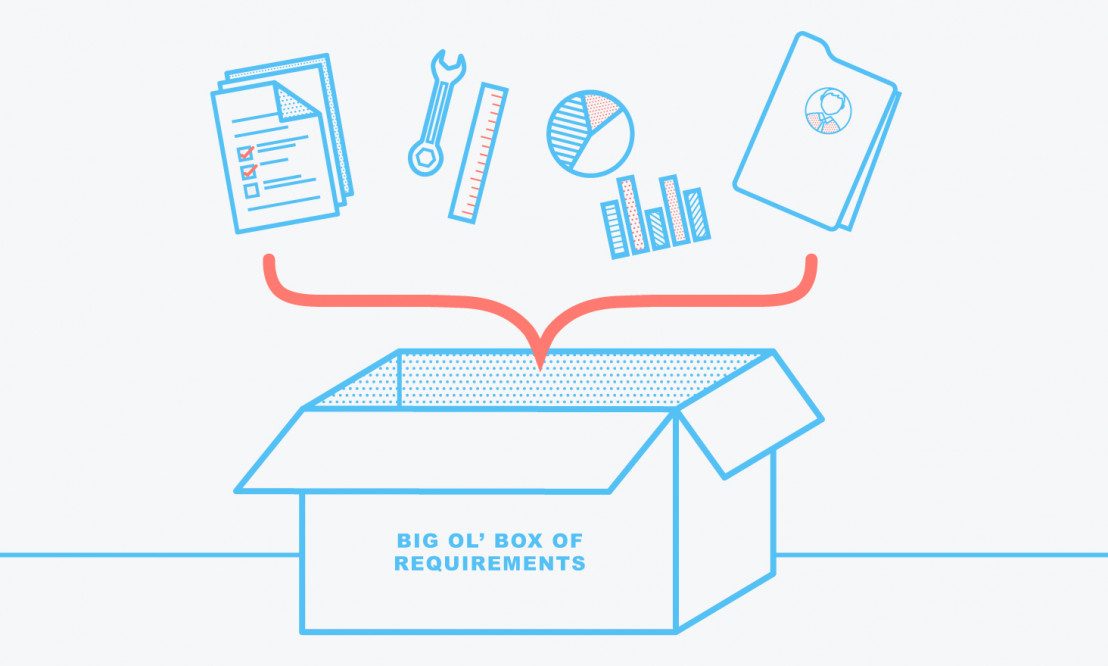 BIG OL’ BOX OF
REQUIREMENTS